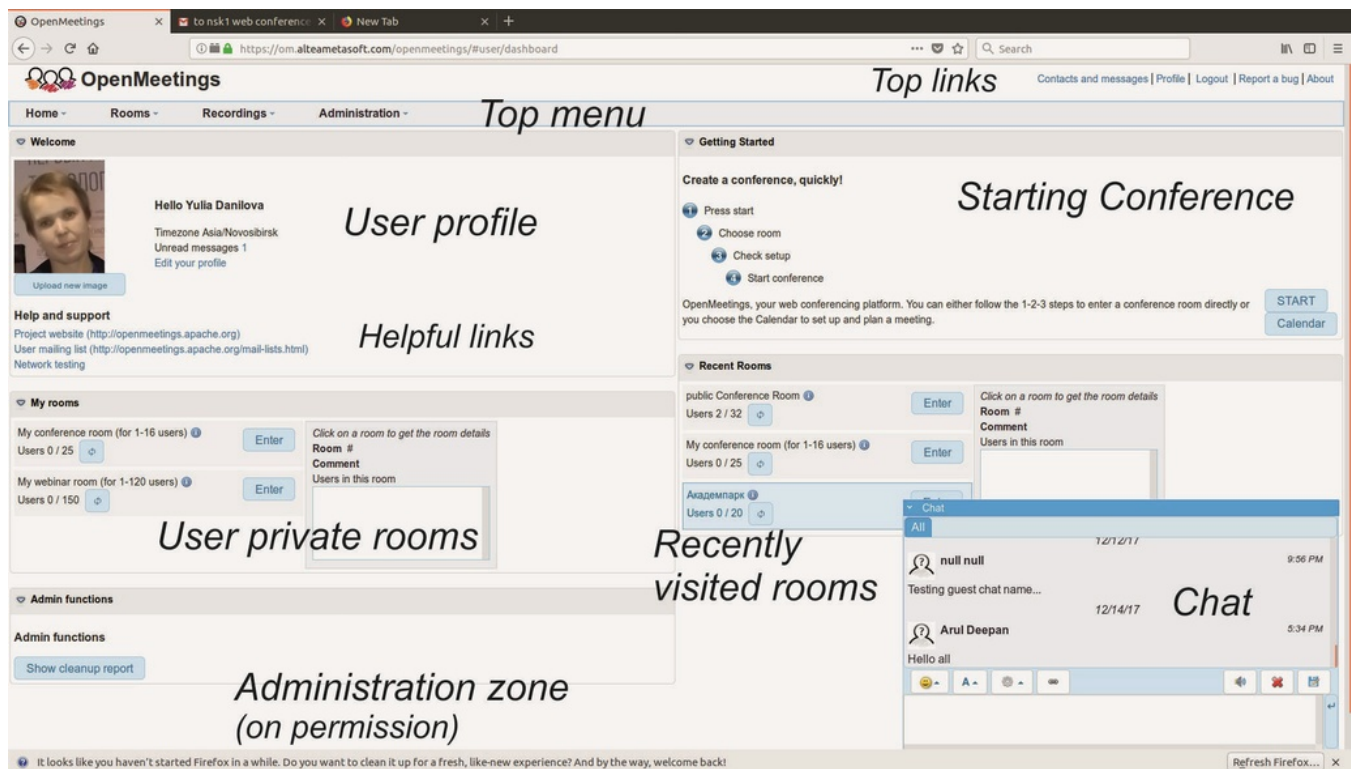 OpenMeetings
to nsk1 web conference
New Tab
https://om.alteametasoft.com/openmeetings/#user/dashboard
Search
OpenMeetings
Top links
Contacts and messages | Profile | Logout | Report a bug | About
Home Rooms Recordings Administration
Top menu
Welcome
Hello Yulia Danilova
Timezone Asia/Novosibirsk
Unread messages 1
Edit your profile
Upload new image
User profile
Help and support
Project website (http://openmeetings.apache.org)
User mailing list (http://openmeetings.apache.org/mail-lists.html)
Network testing
Helpful links
Getting Started
Create a conference, quickly!
1 Press start
2 Choose room
3 Check setup
4 Start conference
Starting Conference
OpenMeetings, your web conferencing platform. You can either follow the 1-2-3 steps to enter a conference room directly or
you choose the Calendar to set up and plan a meeting.
START
Calendar
My rooms
My conference room (for 1-16 users)
Users 0 / 25
Enter
My webinar room (for 1-120 users)
Users 0 / 150
Enter
Click on a room to get the room details
Room #
Comment
Users in this room
User private rooms
Recent Rooms
public Conference Room
Users 2 / 32
Enter
My conference room (for 1-16 users)
Users 0 / 25
Enter
Академпарк
Users 0 / 20
Click on a room to get the room details
Room #
Comment
Users in this room
Recently
visited rooms
Admin functions
Admin functions
Show cleanup report
Administration zone
(on permission)
Chat
All
12/12/17
null null 9:56 PM
Testing guest chat name...
12/14/17
Arul Deepan 5:34 PM
Hello all
Chat
A
It looks like you haven't started Firefox in a while. Do you want to clean it up for a fresh, like-new experience? And by the way, welcome back!
Refresh Firefox...